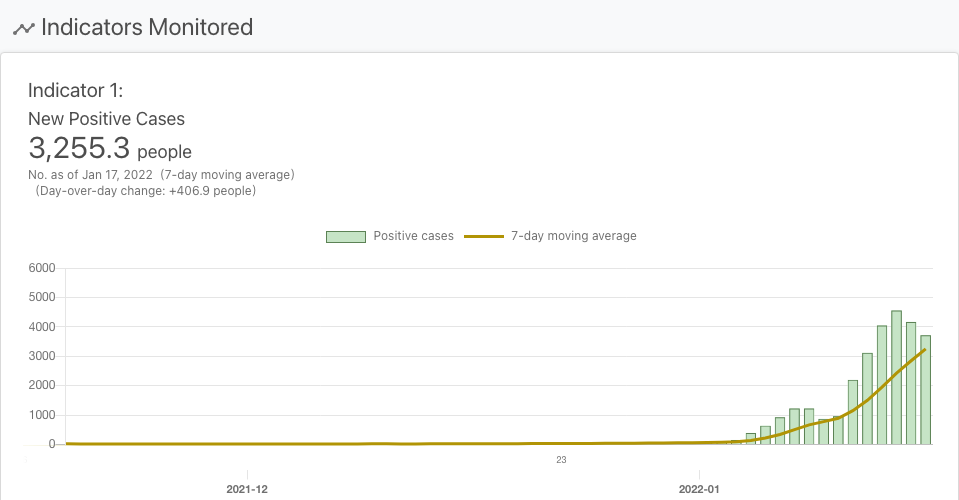 Indicators Monitored
Indicator 1:
New Positive Cases
3,255.3 people
No. as of Jan 17, 2022 (7-day moving average)
(Day-over-day change: +406.9 people)
Positive cases 7-day moving average
6000
5000
4000
3000
2000
1000
0
23
2021-12 2022-01